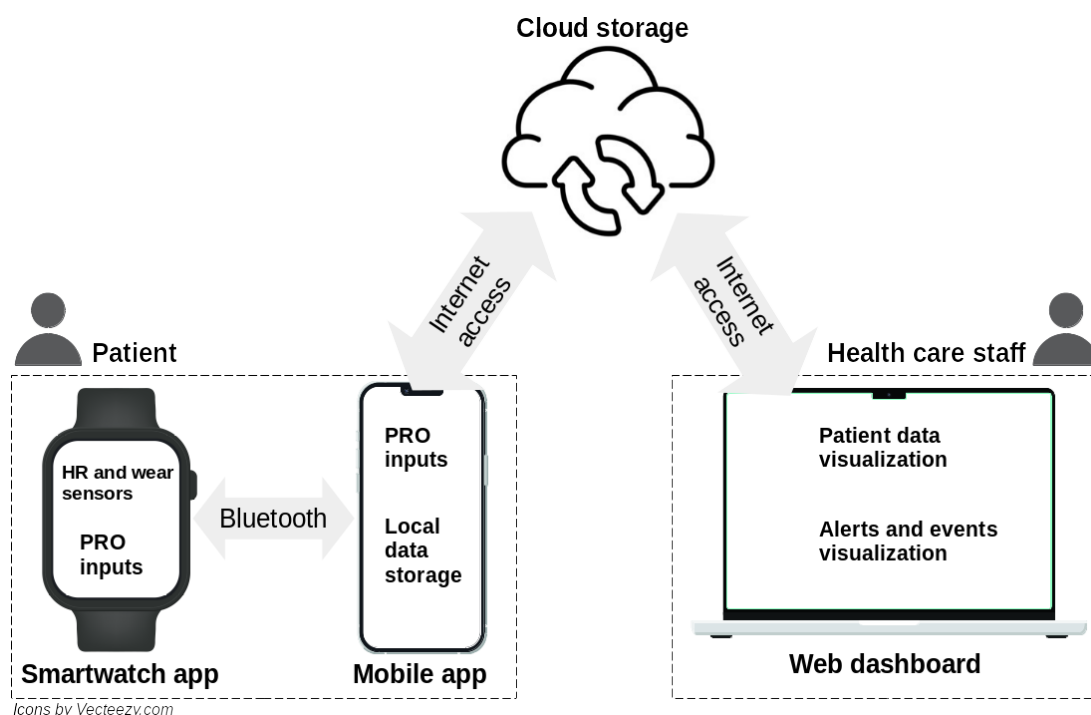 Cloud storage
Internet
access
Internet
access
Patient
Health care staff
HR and wear
sensors
PRO
inputs
Bluetooth
PRO
inputs
Local
data
storage
Patient data
visualization
Alerts and events
visualization
Smartwatch app
Mobile app
Web dashboard
Icons by Vecteezy.com